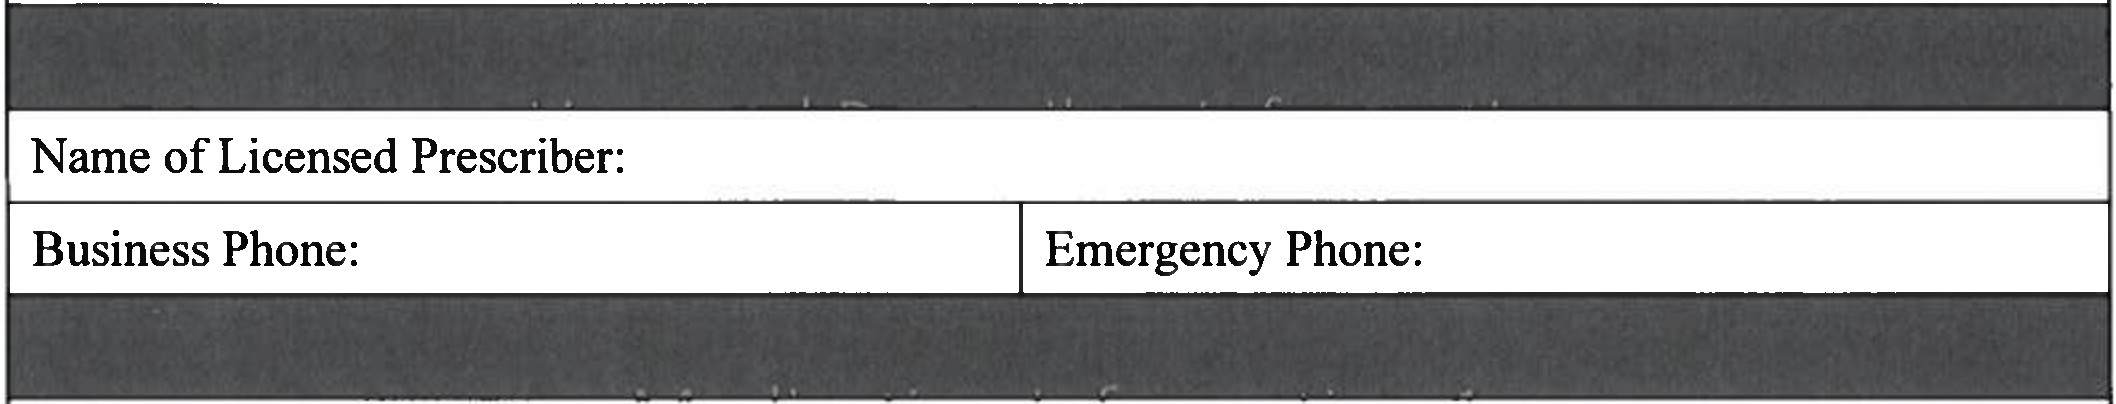 Name of Licensed Prescriber:
Business Phone:
Emergency Phone: